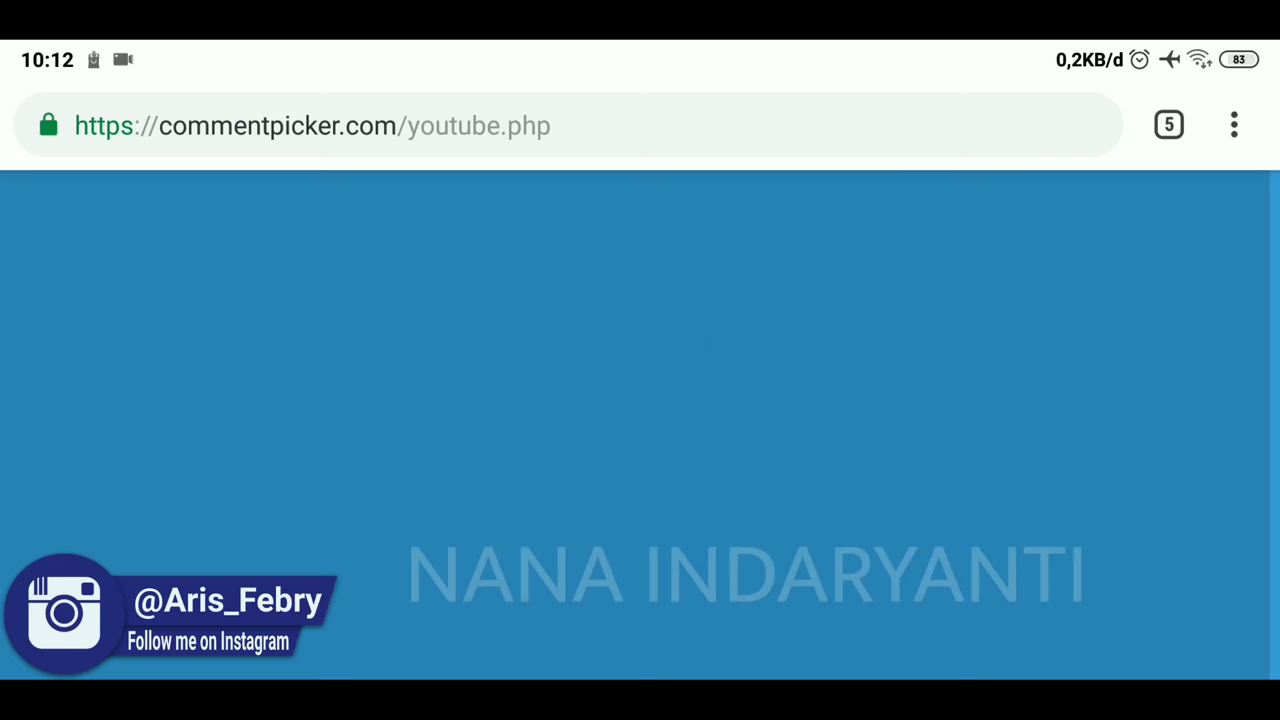 10:12
0,2KB/d
83
https://commentpicker.com/youtube.php
5
NANA INDARYANTI
@Aris_Febry
Follow me on Instagram